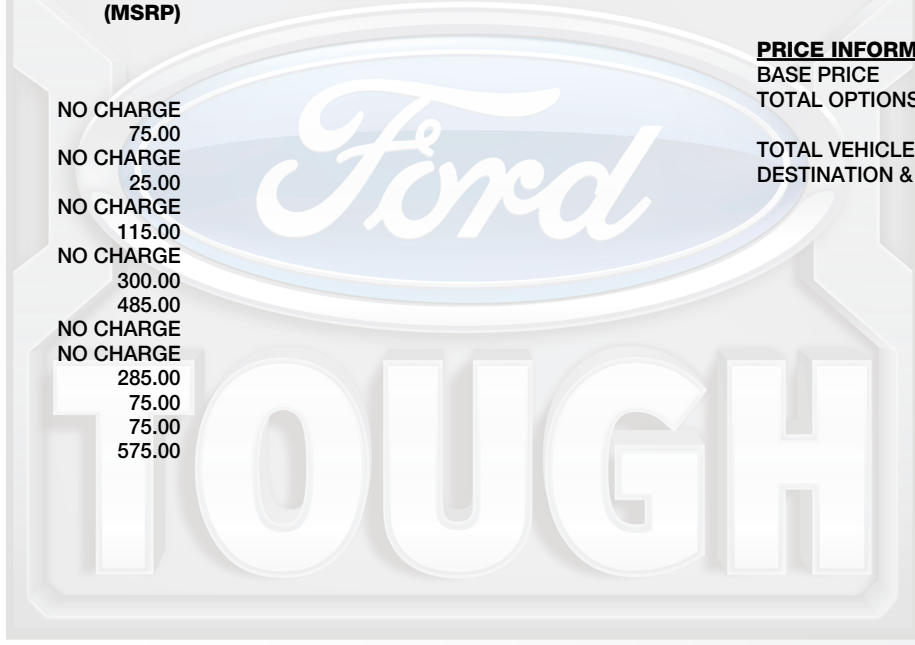 (MSRP)
NO CHARGE
75.00
NO CHARGE
25.00
NO CHARGE
115.00
NO CHARGE
300.00
485.00
NO CHARGE
NO CHARGE
285.00
75.00
75.00
575.00
PRICE INFORM
BASE PRICE
TOTAL OPTIONS
TOTAL VEHICLE
DESTINATION &
Ford
TOUGH